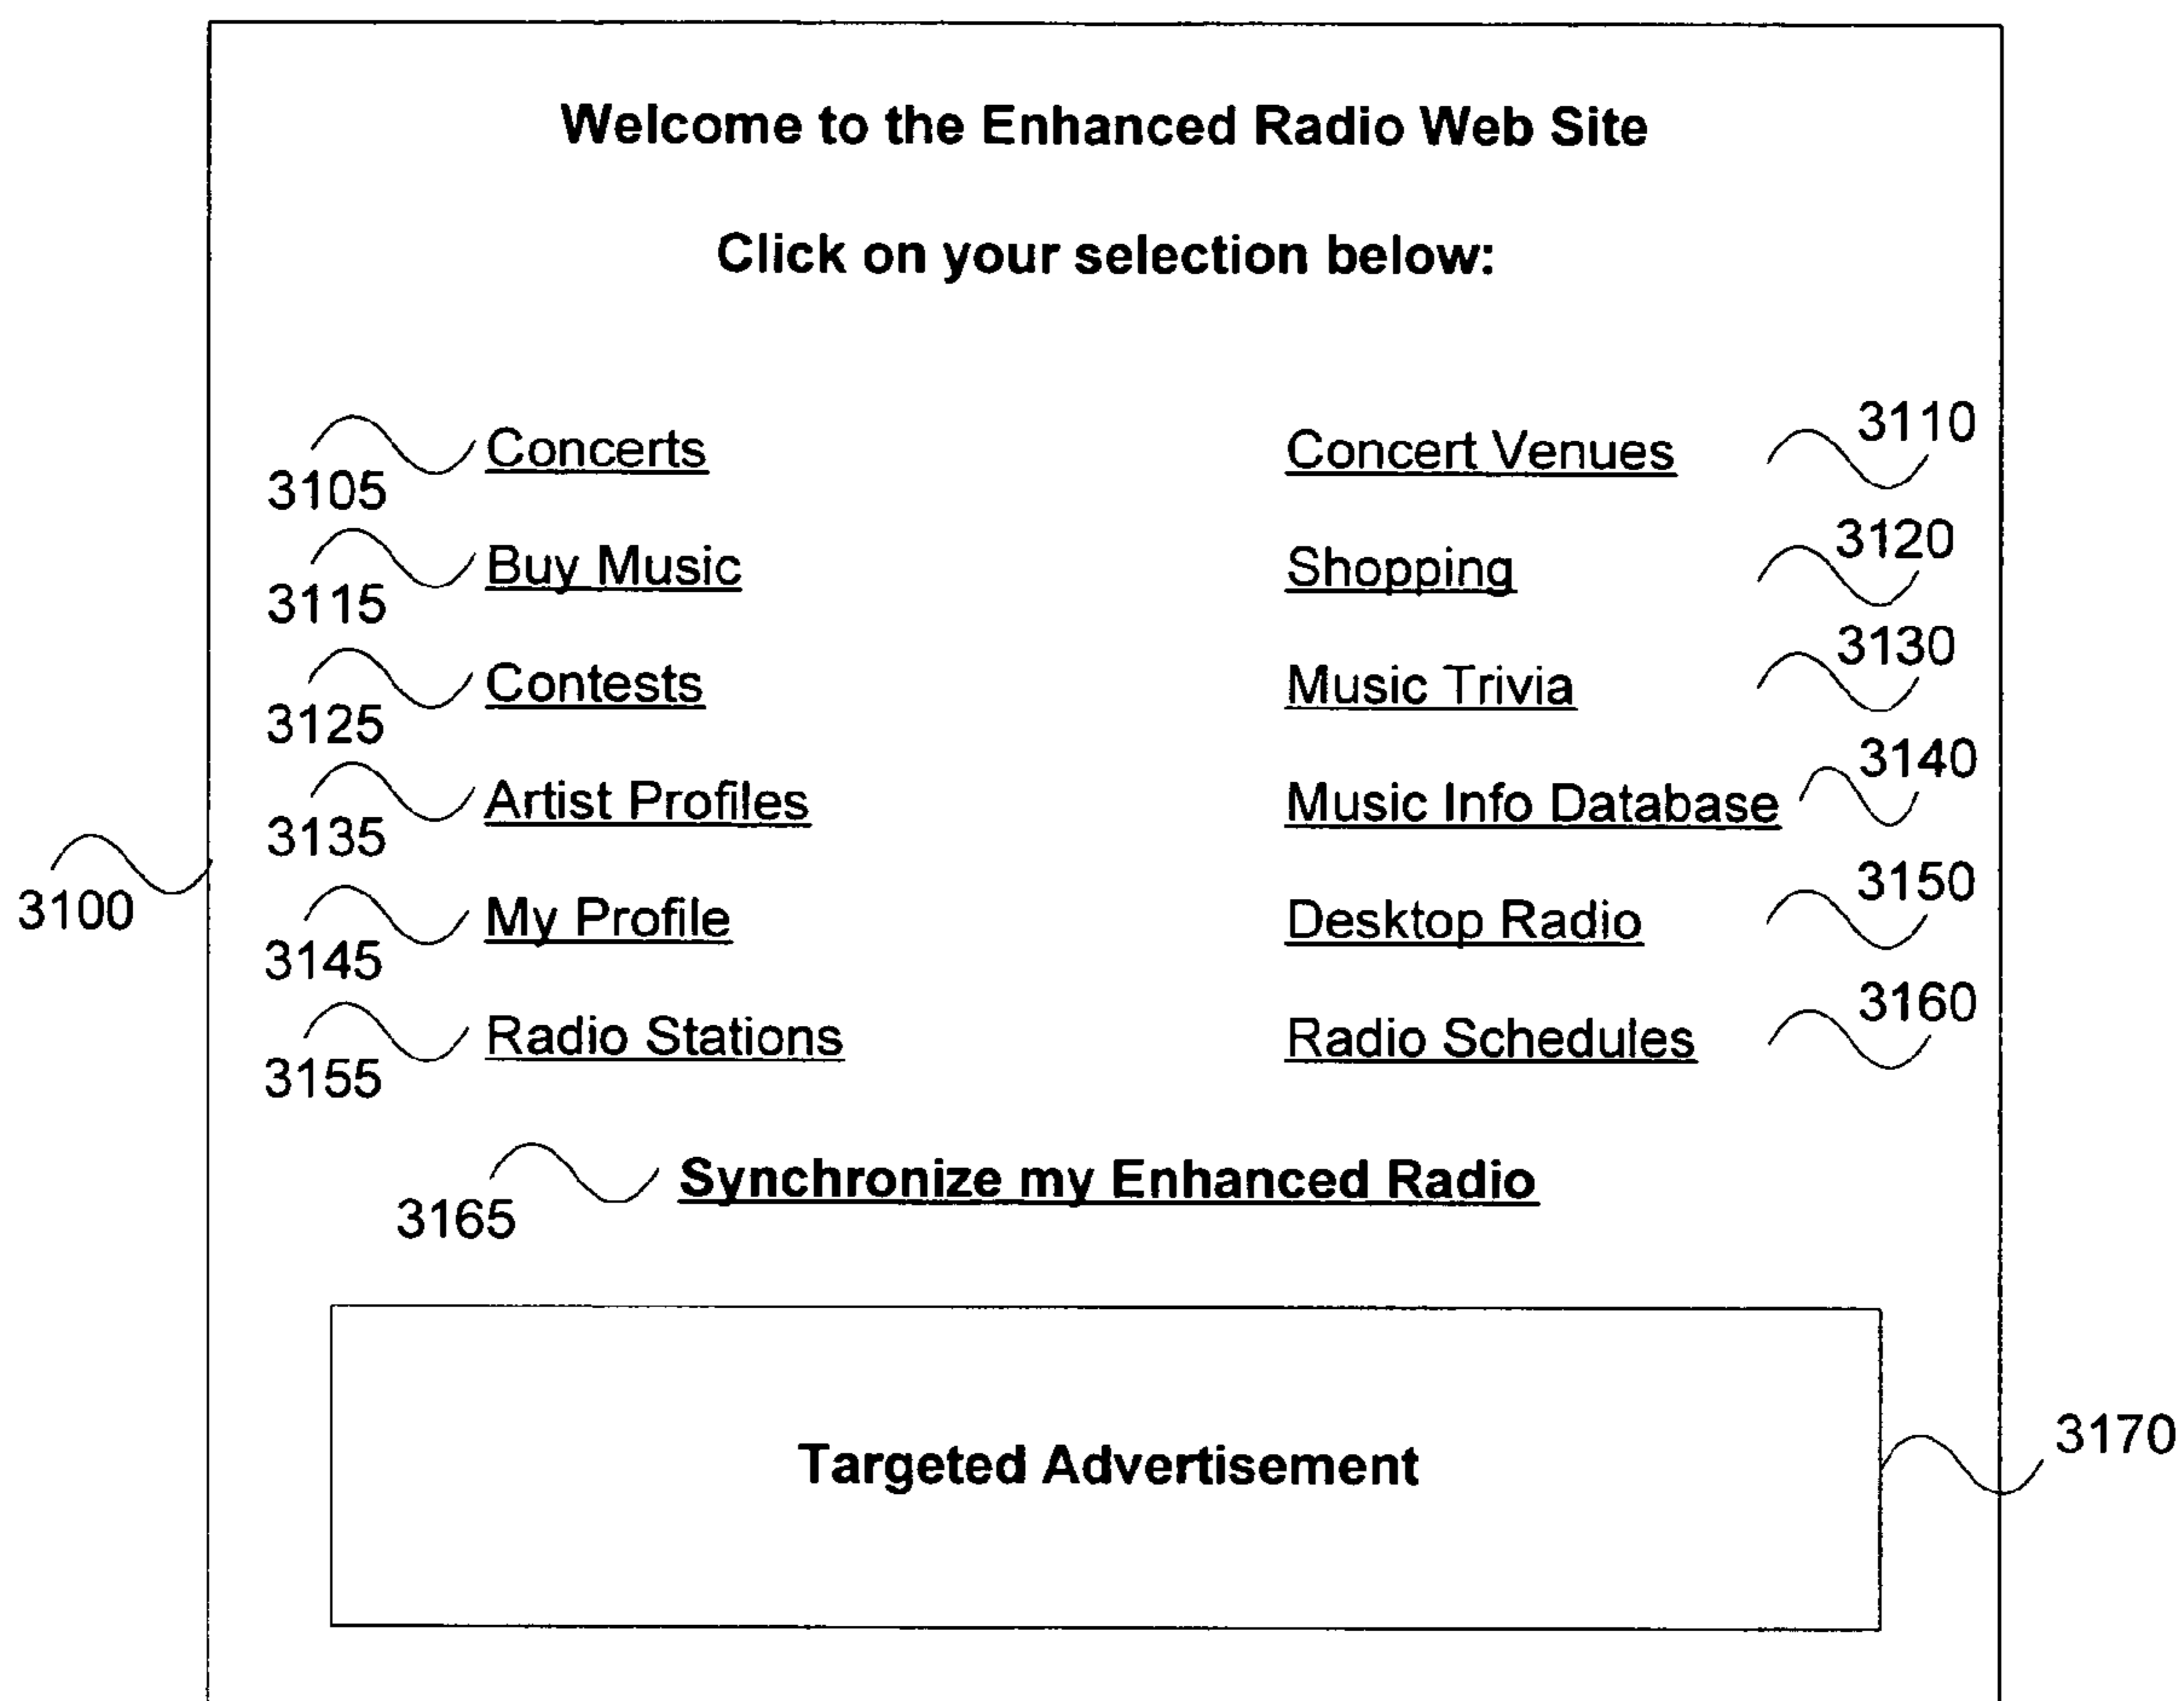 Welcome to the Enhanced Radio Web Site
Click on your selection below:
Concerts
3105
Concert Venues
3110
Buy Music
3115
Shopping
3120
Contests
3125
Music Trivia
3130
Artist Profiles
3135
Music Info Database
3140
3100
My Profile
3145
Desktop Radio
3150
Radio Stations
3155
Radio Schedules
3160
Synchronize my Enhanced Radio
3165
Targeted Advertisement
3170